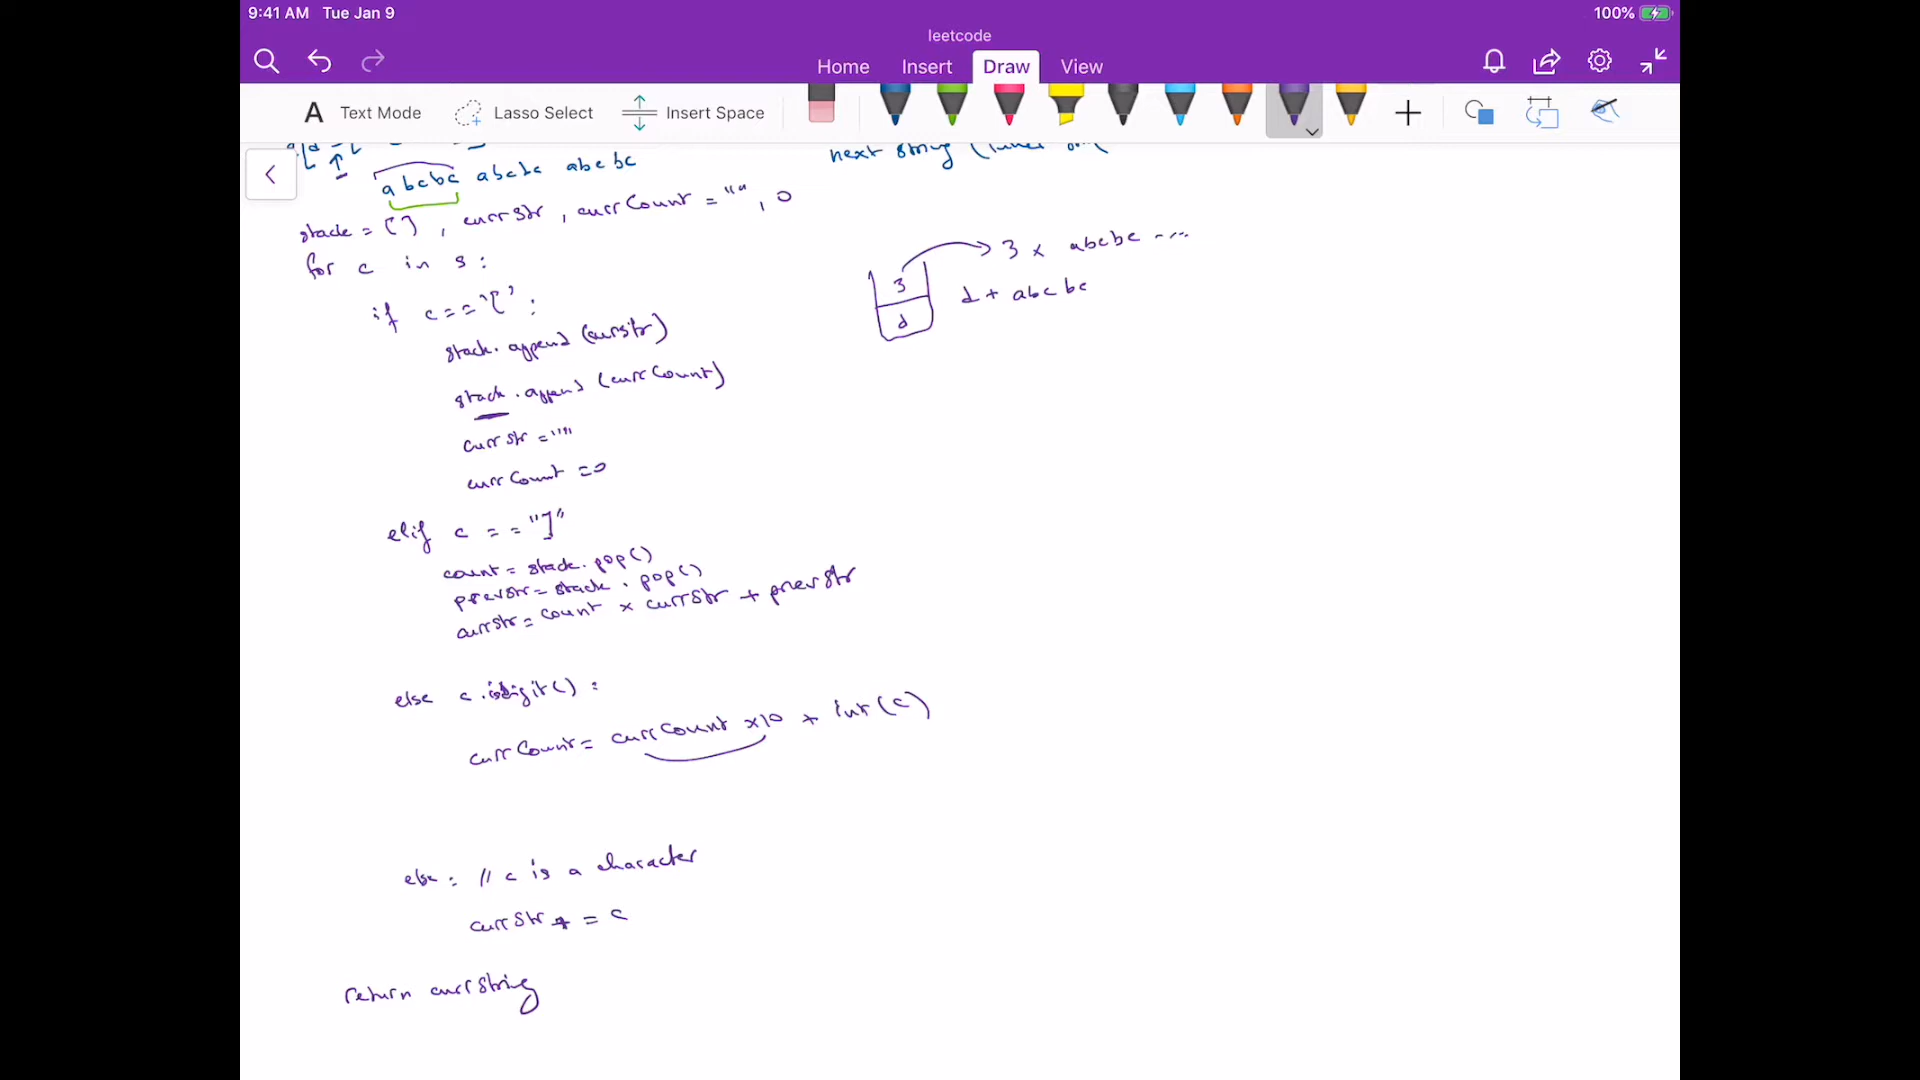 9:41 AM Tue Jan 9
100%
leetcode
Home Insert Draw View
A Text Mode Lasso Select Insert Space
next string (
abcbc abcbc abcbc
stack = [] , currStr , currCount = "" , 0
for c in s :
3 x abcbc ....
3
d + abcbc
d
if c == '[' :
stack.append (currStr)
stack.append (currCount)
currStr = ""
currCount = 0
elif c == "]"
count = stack.pop()
prevStr = stack.pop()
currStr = count x currStr + prevStr
else c.isdigit() :
currCount = currCount x10 + int(c)
else : // c is a character
currStr += c
return currString